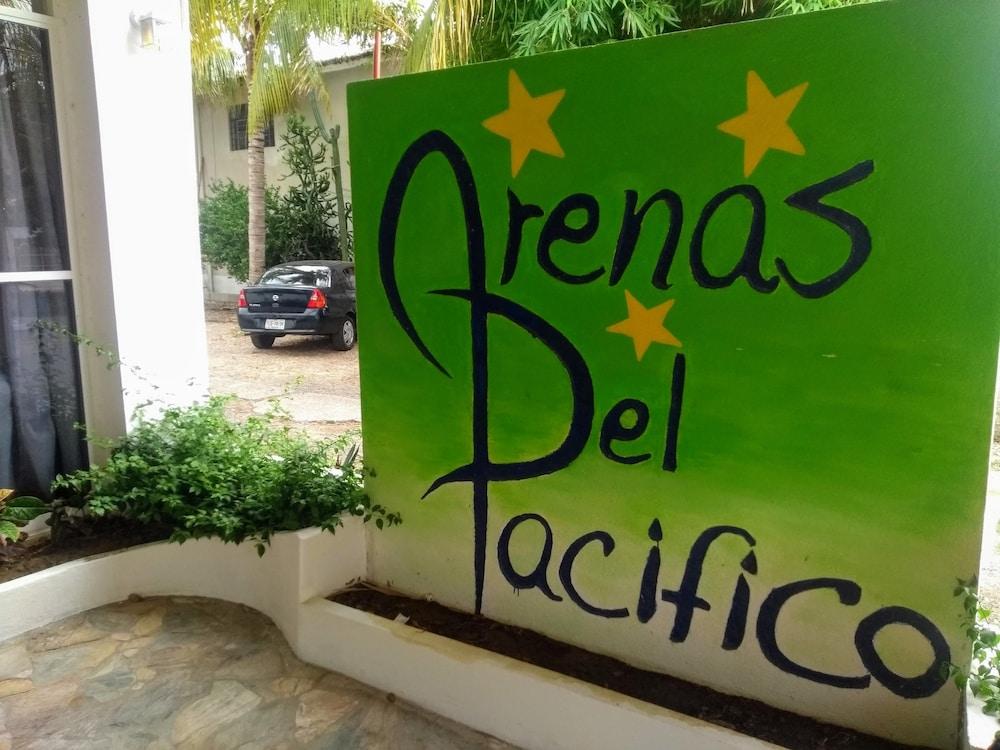 Arenas
Del
Pacifico